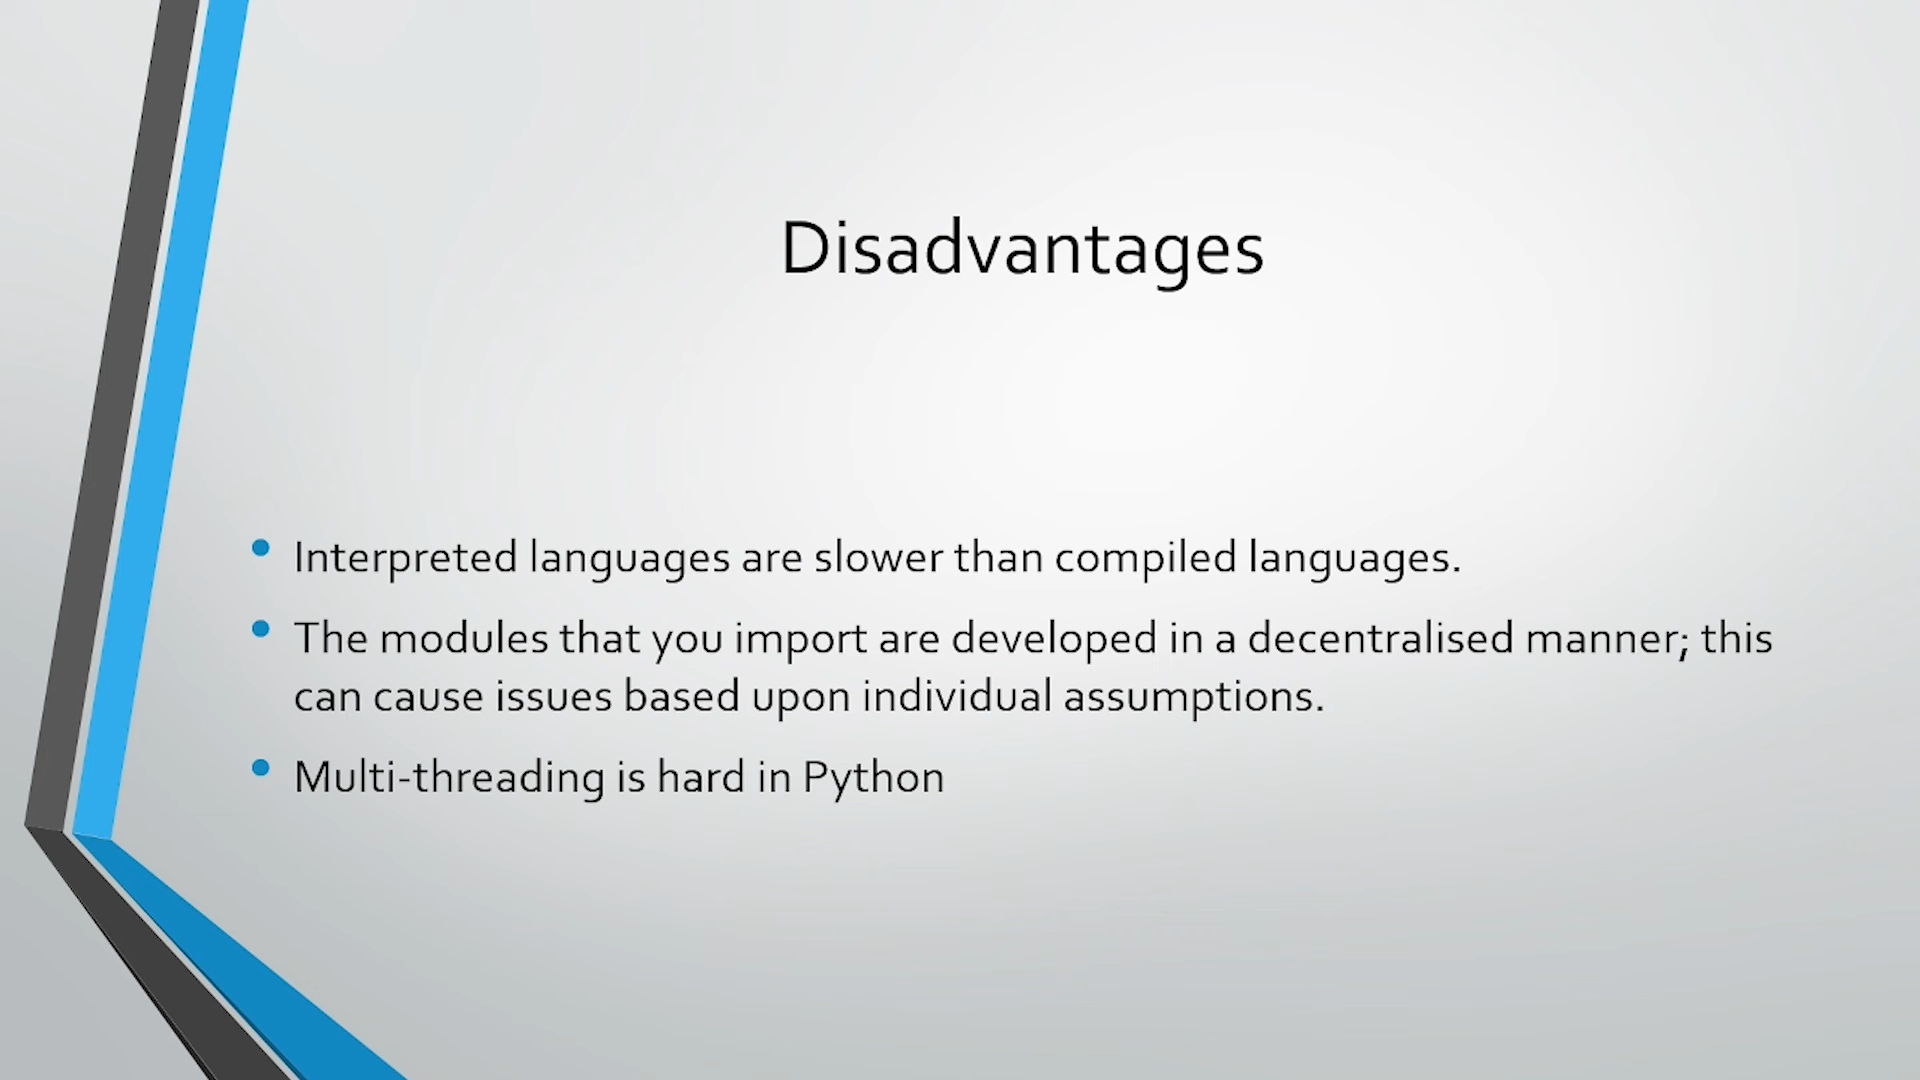 Disadvantages
• Interpreted languages are slower than compiled languages.
• The modules that you import are developed in a decentralised manner; this
can cause issues based upon individual assumptions.
• Multi-threading is hard in Python